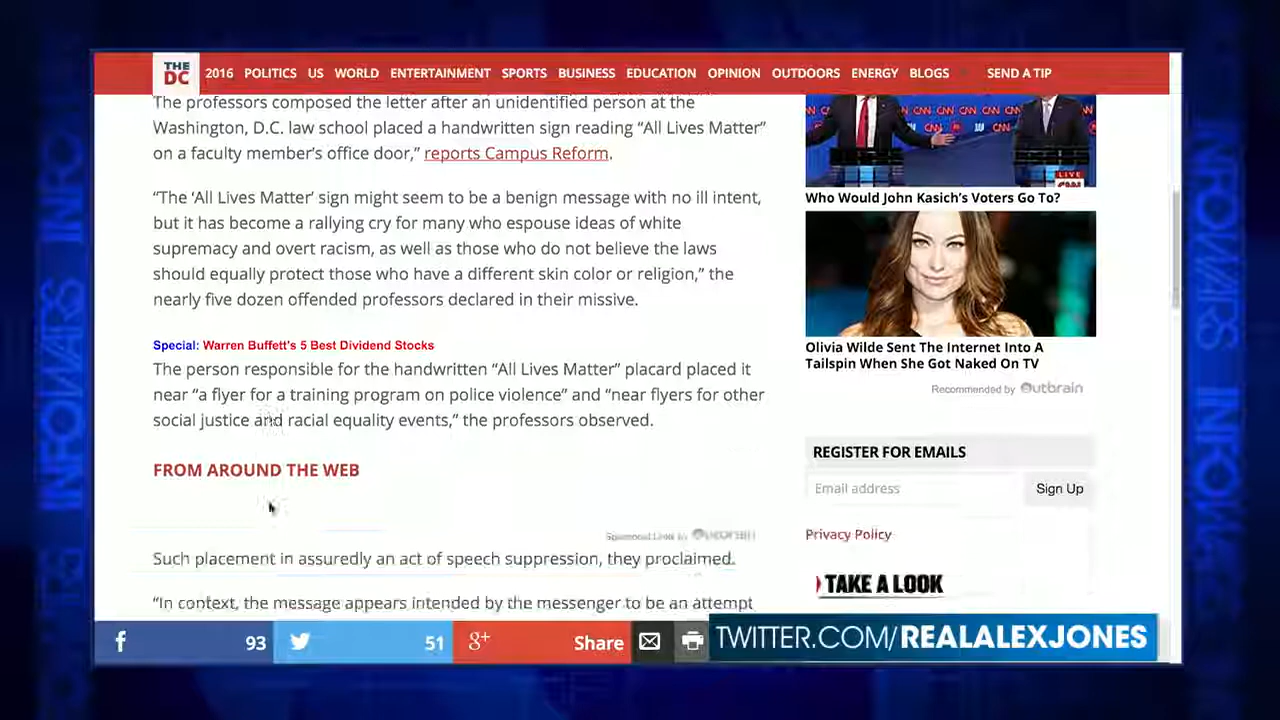 THE
DC
2016 POLITICS US WORLD ENTERTAINMENT SPORTS BUSINESS EDUCATION OPINION OUTDOORS ENERGY BLOGS SEND A TIP
The professors composed the letter after an unidentified person at the
Washington, D.C. law school placed a handwritten sign reading “All Lives Matter”
on a faculty member’s office door,” reports Campus Reform.
“The ‘All Lives Matter’ sign might seem to be a benign message with no ill intent,
but it has become a rallying cry for many who espouse ideas of white
supremacy and overt racism, as well as those who do not believe the laws
should equally protect those who have a different skin color or religion,” the
nearly five dozen offended professors declared in their missive.
Special: Warren Buffett's 5 Best Dividend Stocks
The person responsible for the handwritten “All Lives Matter” placard placed it
near “a flyer for a training program on police violence” and “near flyers for other
social justice and racial equality events,” the professors observed.
FROM AROUND THE WEB
Sponsored Links by Outbrain
Such placement in assuredly an act of speech suppression, they proclaimed.
“In context, the message appears intended by the messenger to be an attempt
CNN CNN CNN
LIVE
CNN
Who Would John Kasich’s Voters Go To?
Olivia Wilde Sent The Internet Into A
Tailspin When She Got Naked On TV
Recommended by Outbrain
REGISTER FOR EMAILS
Email address Sign Up
Privacy Policy
TAKE A LOOK
f 93 51 g+ Share
TWITTER.COM/REALALEXJONES
INFOWARS
INFOWARS